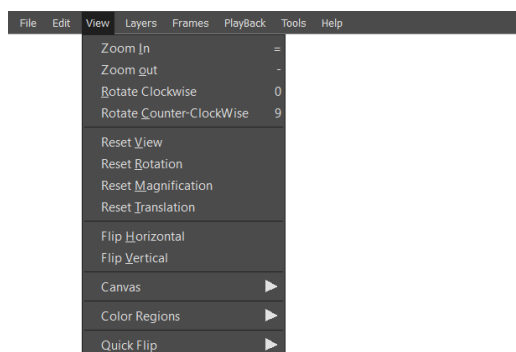 File Edit View Layers Frames PlayBack Tools Help
Zoom In =
Zoom out -
Rotate Clockwise 0
Rotate Counter-ClockWise 9
Reset View
Reset Rotation
Reset Magnification
Reset Translation
Flip Horizontal
Flip Vertical
Canvas
Color Regions
Quick Flip